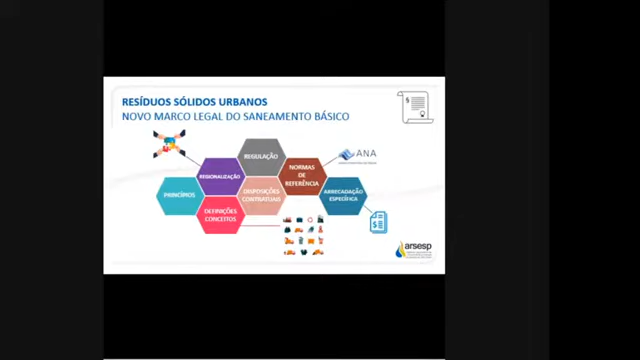 RESÍDUOS SÓLIDOS URBANOS
NOVO MARCO LEGAL DO SANEAMENTO BÁSICO
REGULAÇÃO
ANA
REGIONALIZAÇÃO
NORMAS
DE
REFERÊNCIA
PRINCÍPIOS
DISPOSIÇÕES
CONTRATUAIS
ARRECADAÇÃO
ESPECÍFICA
DEFINIÇÕES
CONCEITOS
arsesp